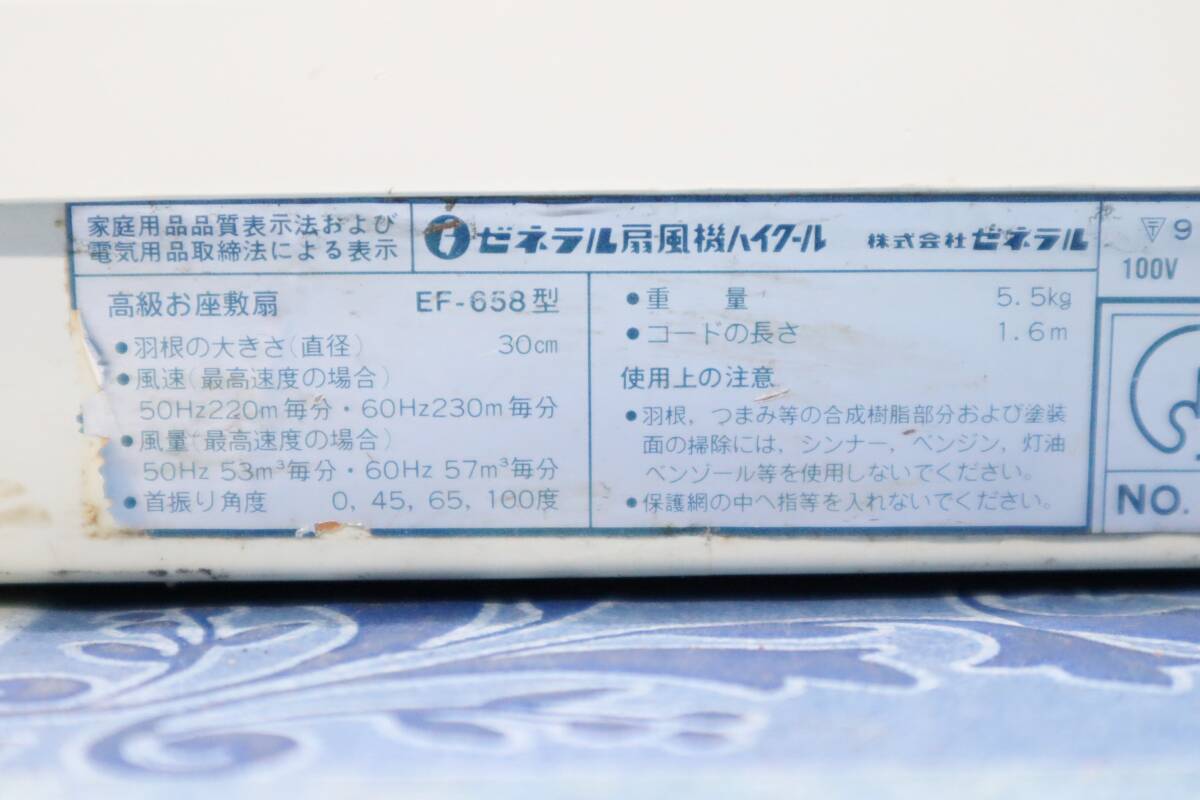 家庭用品品質表示法および
電気用品取締法による表示
ゼネラル扇風機ハイクール 株式会社ゼネラル
高級お座敷扇 EF-658型
●羽根の大きさ(直径) 30cm
●風速(最高速度の場合)
50Hz220m毎分・60Hz230m毎分
●風量(最高速度の場合)
50Hz 53m³毎分・60Hz 57m³毎分
●首振り角度 0, 45, 65, 100度
●重量 5.5kg
●コードの長さ 1.6m
使用上の注意
●羽根,つまみ等の合成樹脂部分および塗装
面の掃除には,シンナー,ベンジン,灯油
ベンゾール等を使用しないでください。
●保護網の中へ指等を入れないでください。
〒9
100V
NO.